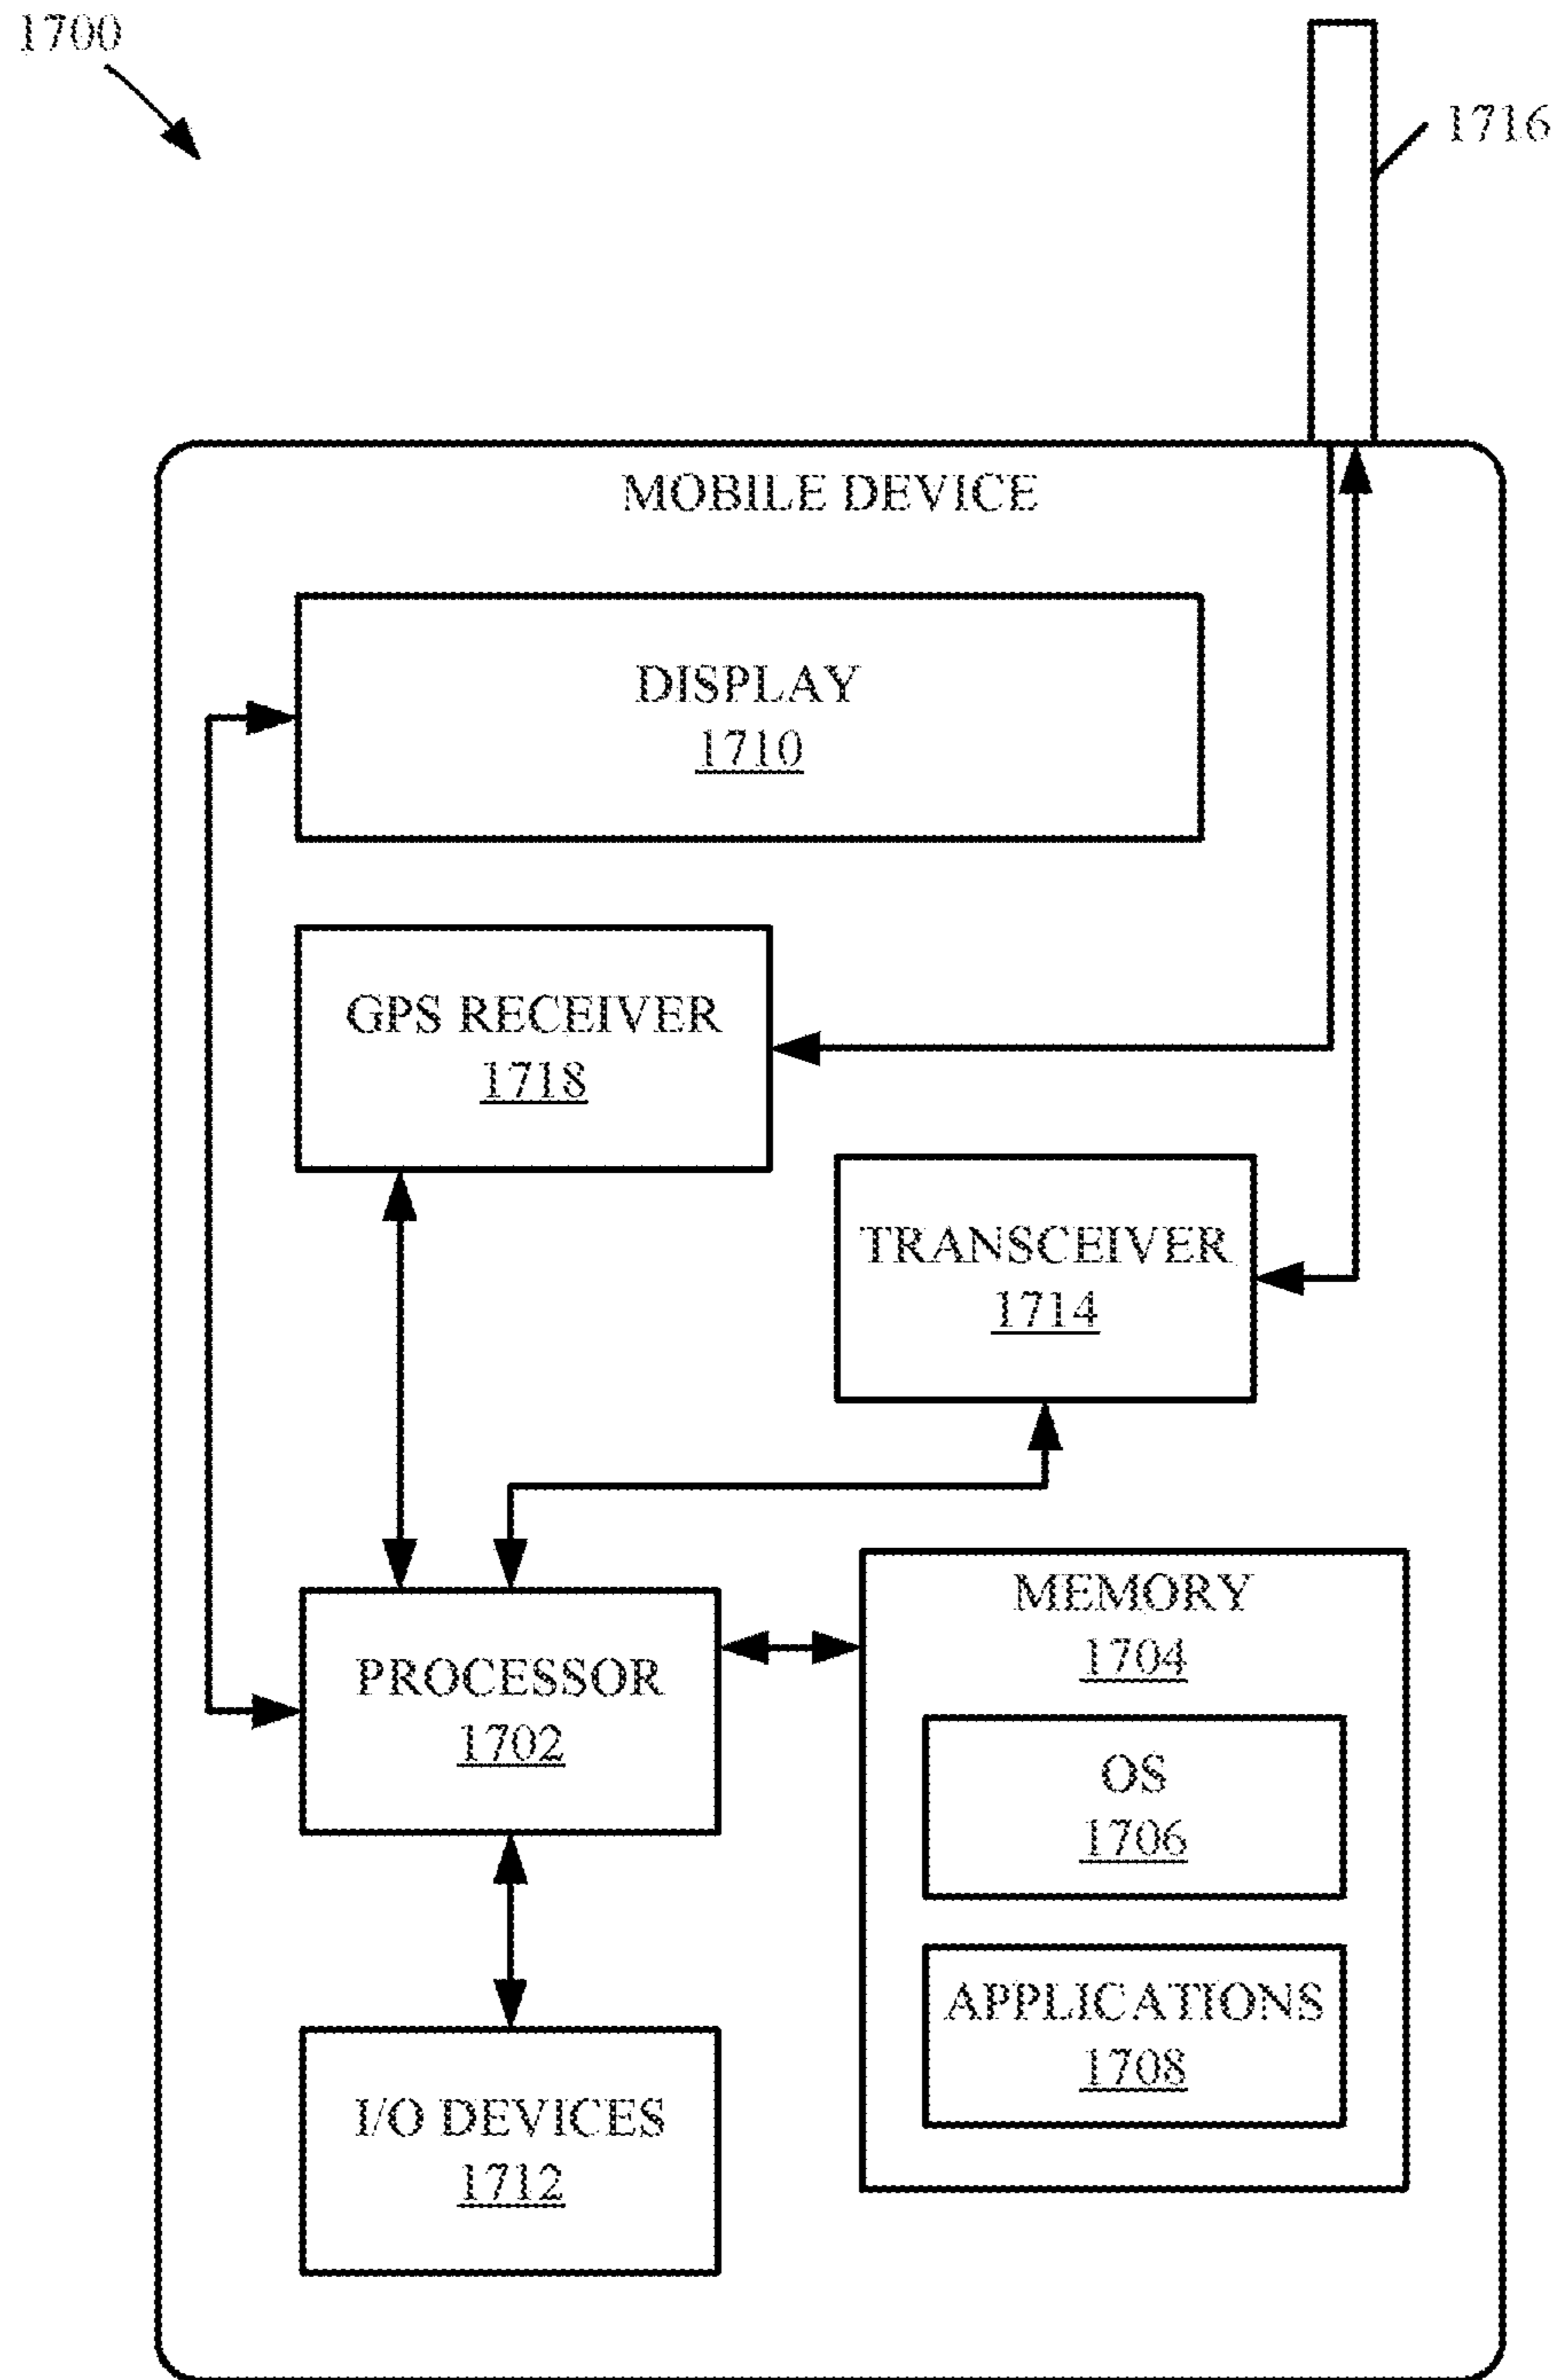 1700
1716
MOBILE DEVICE
DISPLAY
1710
GPS RECEIVER
1718
TRANSCEIVER
1714
PROCESSOR
1702
MEMORY
1704
OS
1706
APPLICATIONS
1708
I/O DEVICES
1712